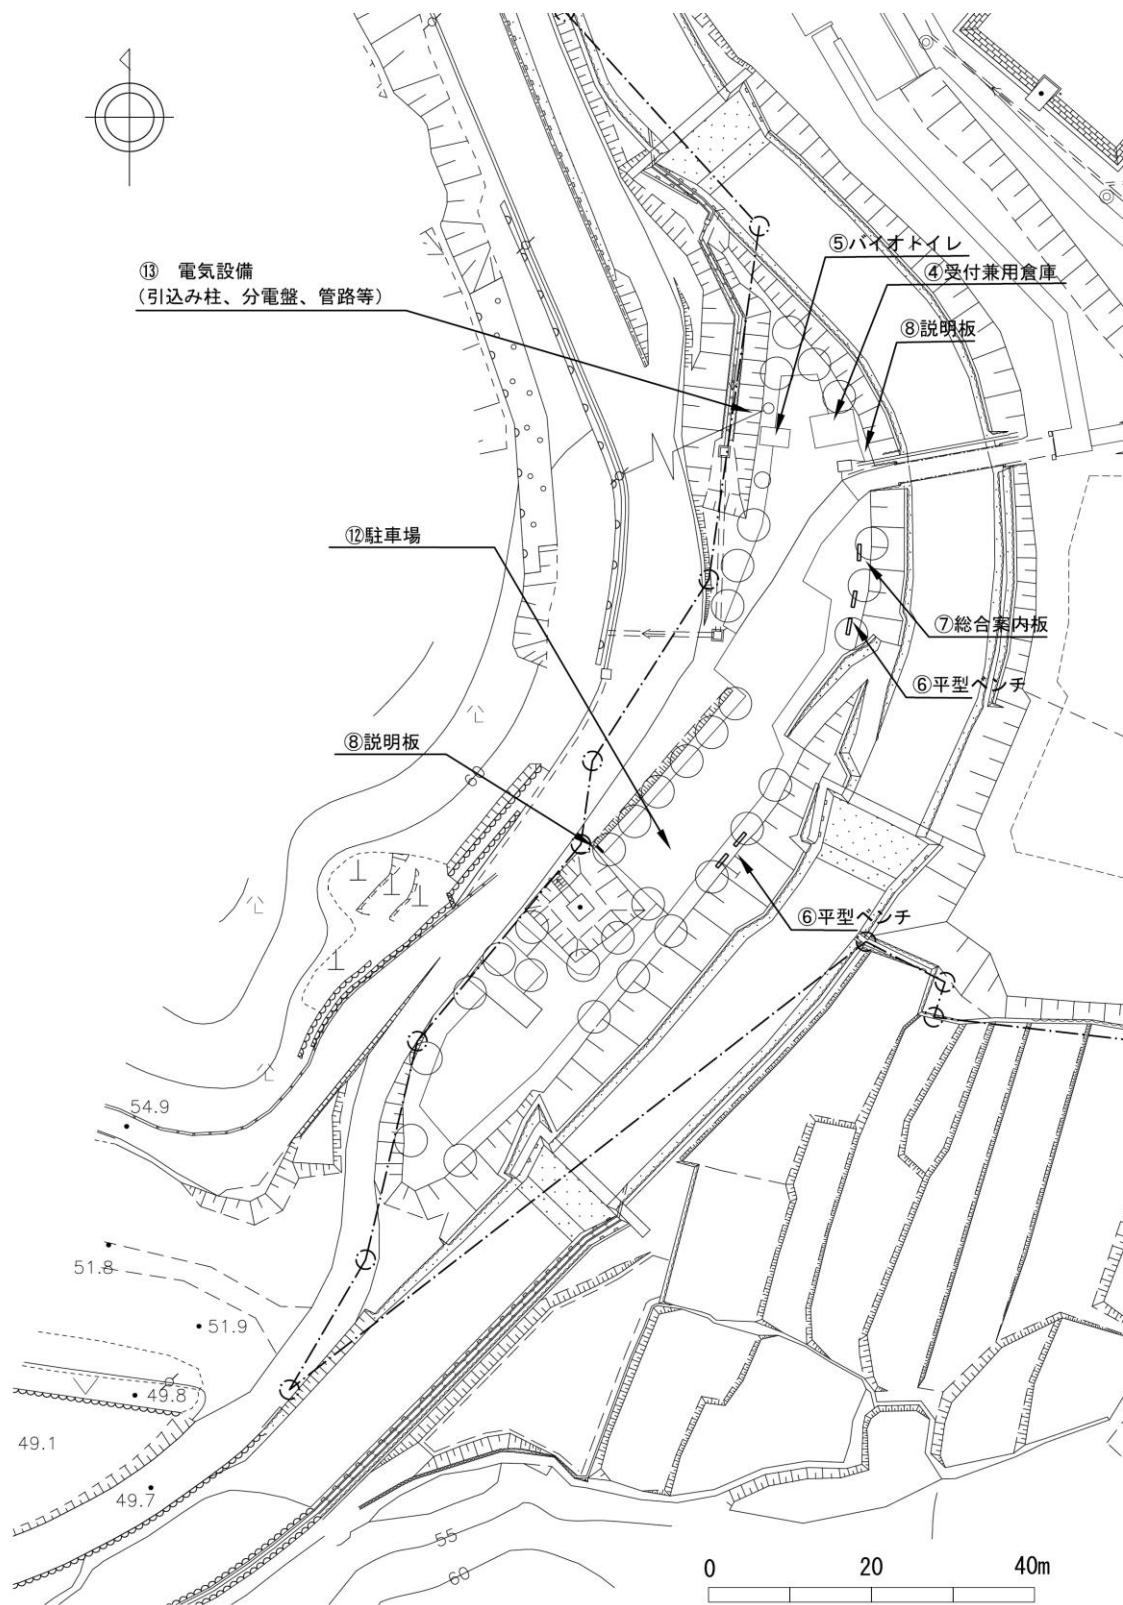 ⑤バイオトイレ
④受付兼用倉庫
⑬ 電気設備
(引込み柱、分電盤、管路等)
⑧説明板
⑫駐車場
⑦総合案内板
⑥平型ベンチ
⑧説明板
60
⑥平型ベンチ
54.9
51.8
51.9
49.8
49.1
49.7
55
60
0 20 40m